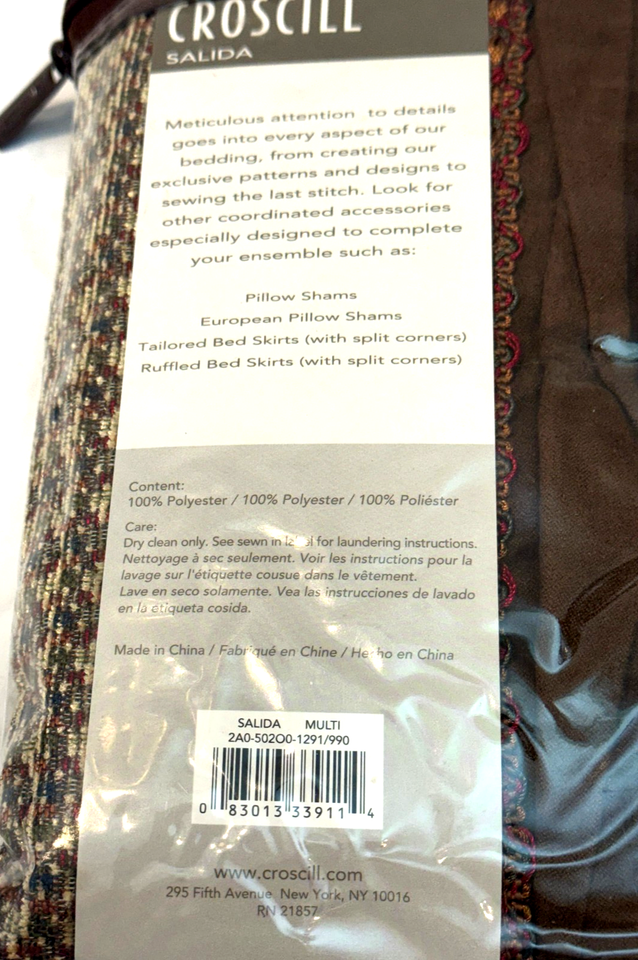 CROSCILL
SALIDA
Meticulous attention to details
goes into every aspect of our
bedding, from creating our
exclusive patterns and designs to
sewing the last stitch. Look for
other coordinated accessories
especially designed to complete
your ensemble such as:
Pillow Shams
European Pillow Shams
Tailored Bed Skirts (with split corners)
Ruffled Bed Skirts (with split corners)
Content:
100% Polyester / 100% Polyester / 100% Poliéster
Care:
Dry clean only. See sewn in label for laundering instructions.
Nettoyage à sec seulement. Voir les instructions pour la
lavage sur l'étiquette cousue dans le vêtement.
Lave en seco solamente. Vea las instrucciones de lavado
en la étiqueta cosida.
Made in China / Fabriqué en Chine / Hecho en China
SALIDA MULTI
2A0-502O0-1291/990
0 83013 33911 4
www.croscill.com
295 Fifth Avenue New York, NY 10016
RN 21857